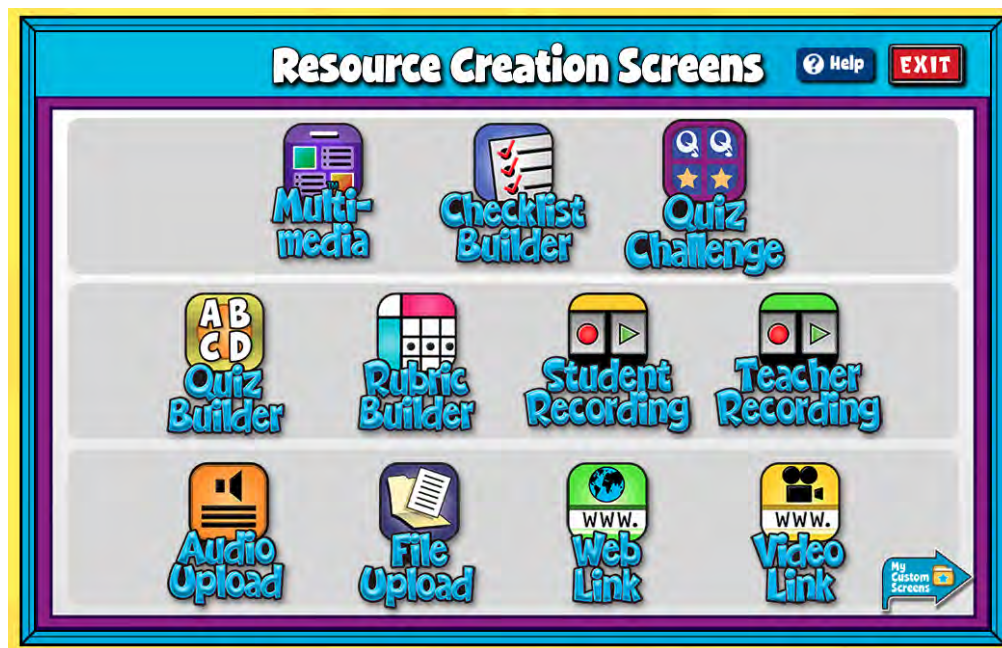 Resource Creation Screens
? Help
EXIT
Multi-
media
Checklist
Builder
Q Q
Quiz
Challenge
A B
C D
Quiz
Builder
Rubric
Builder
Student
Recording
Teacher
Recording
Audio
Upload
File
Upload
WWW.
Web
Link
WWW.
Video
Link
My
Custom
Screens